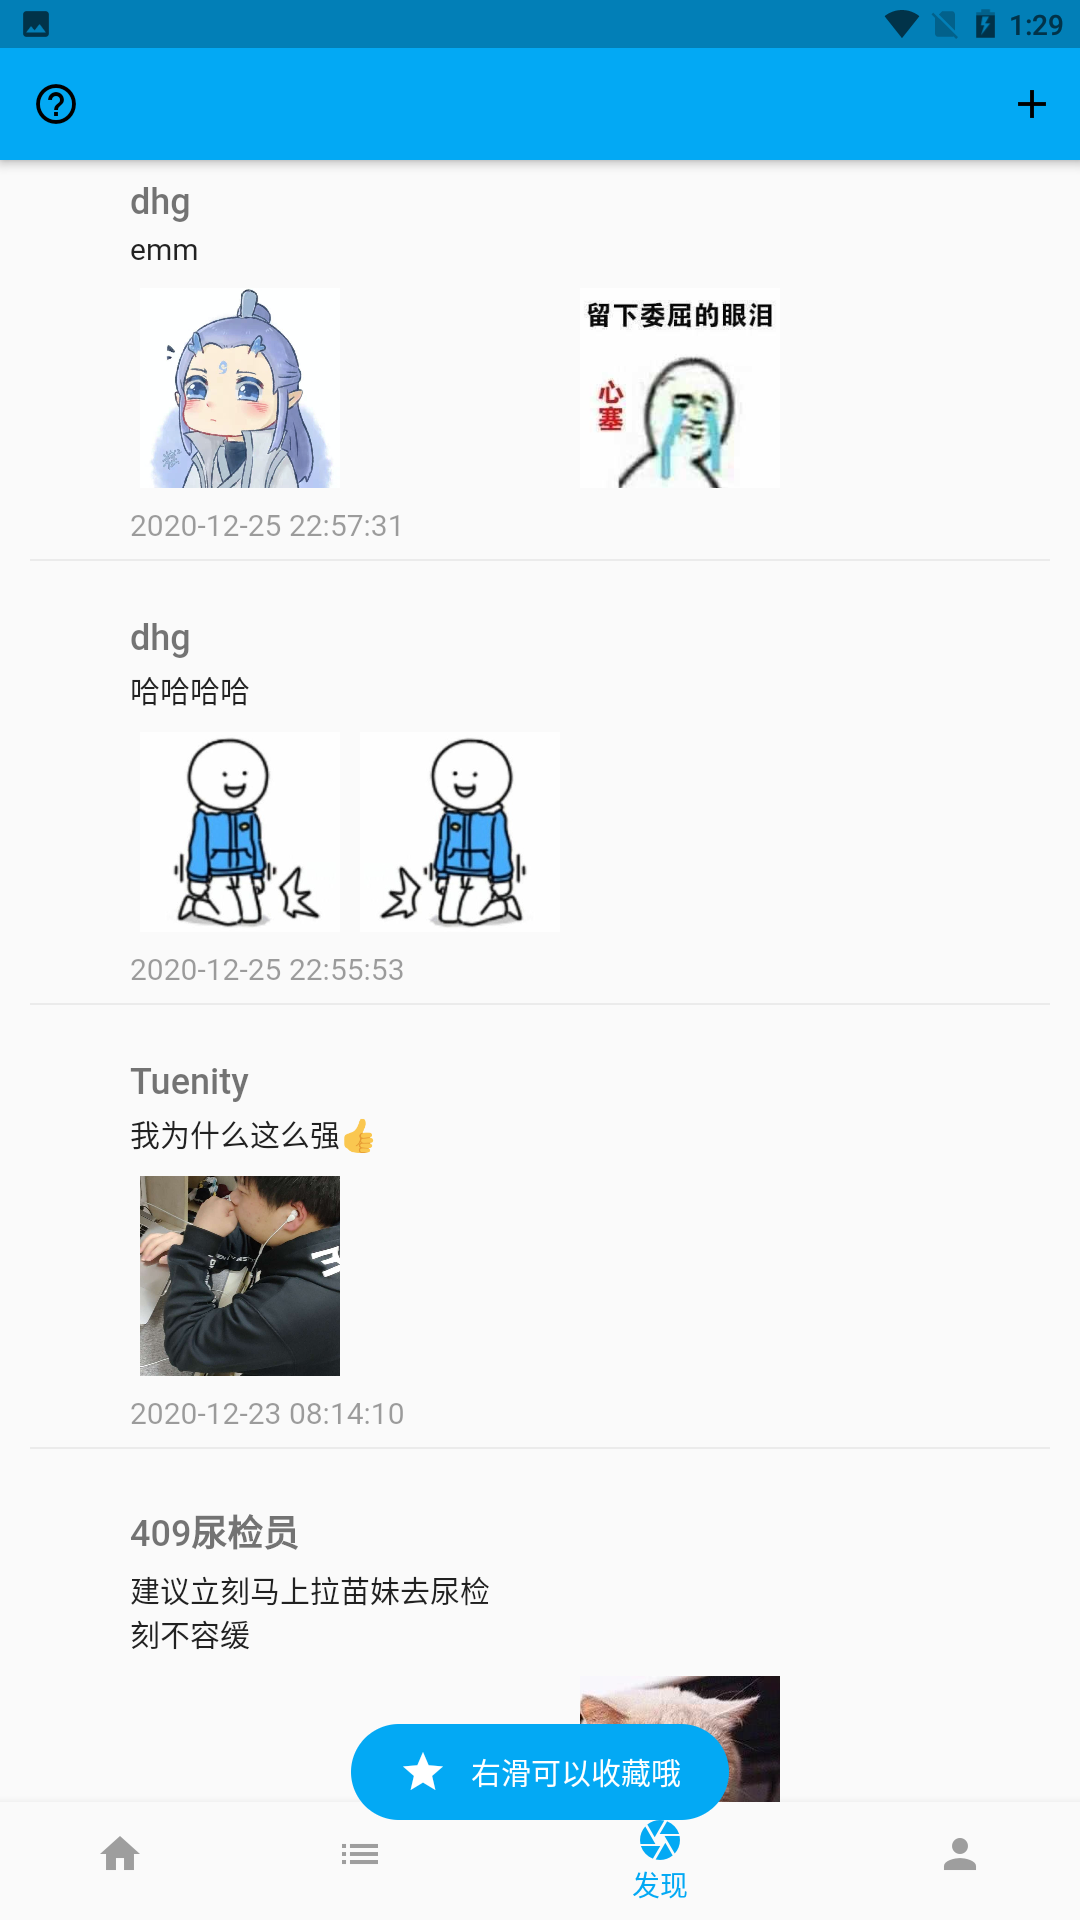 1:29
dhg
emm
留下委屈的眼泪
心塞
2020-12-25 22:57:31
dhg
哈哈哈哈
2020-12-25 22:55:53
Tuenity
我为什么这么强👍
2020-12-23 08:14:10
409尿检员
建议立刻马上拉苗妹去尿检
刻不容缓
右滑可以收藏哦
发现